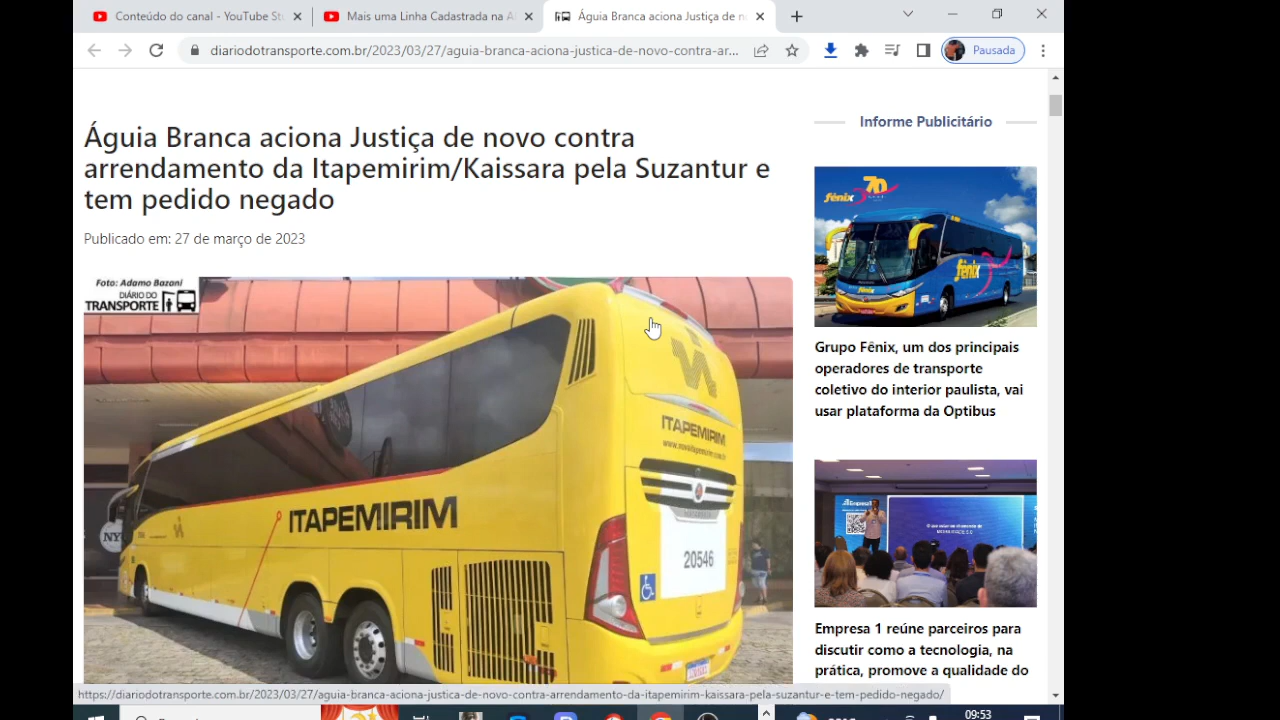 Conteúdo do canal - YouTube St
Mais uma Linha Cadastrada na A
Águia Branca aciona Justiça de n
diariodotransporte.com.br/2023/03/27/aguia-branca-aciona-justica-de-novo-contra-ar...
Pausada
Águia Branca aciona Justiça de novo contra
arrendamento da Itapemirim/Kaissara pela Suzantur e
tem pedido negado
Publicado em: 27 de março de 2023
Foto: Adamo Bazani
DIÁRIO DO
TRANSPORTE
ITAPEMIRIM
ITAPEMIRIM
20546
NY
Informe Publicitário
fênix 70
fênix
Grupo Fênix, um dos principais
operadores de transporte
coletivo do interior paulista, vai
usar plataforma da Optibus
Empresa 1 reúne parceiros para
discutir como a tecnologia, na
prática, promove a qualidade do
https://diariodotransporte.com.br/2023/03/27/aguia-branca-aciona-justica-de-novo-contra-arrendamento-da-itapemirim-kaissara-pela-suzantur-e-tem-pedido-negado/
09:53